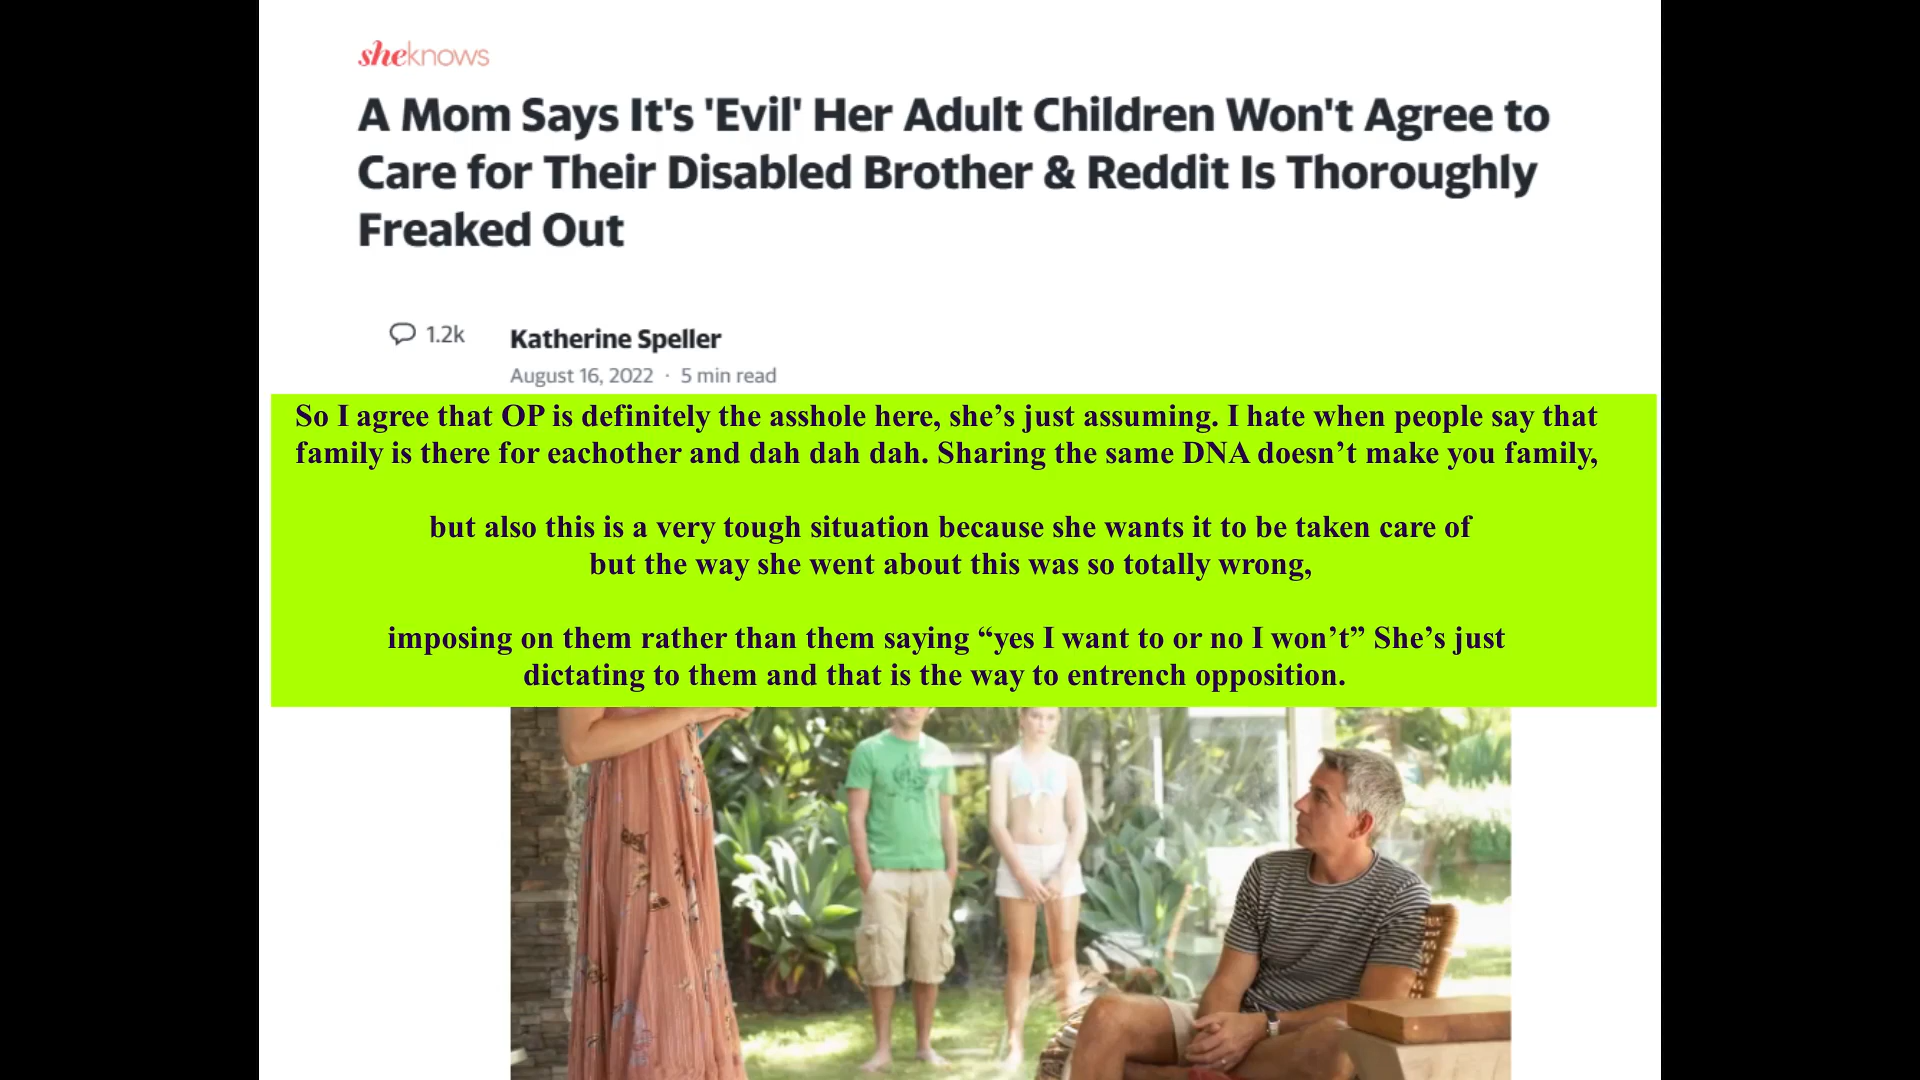 sheknows
A Mom Says It's 'Evil' Her Adult Children Won't Agree to
Care for Their Disabled Brother & Reddit Is Thoroughly
Freaked Out
1.2k
Katherine Speller
August 16, 2022 · 5 min read
So I agree that OP is definitely the asshole here, she’s just assuming. I hate when people say that
family is there for eachother and dah dah dah. Sharing the same DNA doesn’t make you family,
but also this is a very tough situation because she wants it to be taken care of
but the way she went about this was so totally wrong,
imposing on them rather than them saying “yes I want to or no I won’t” She’s just
dictating to them and that is the way to entrench opposition.